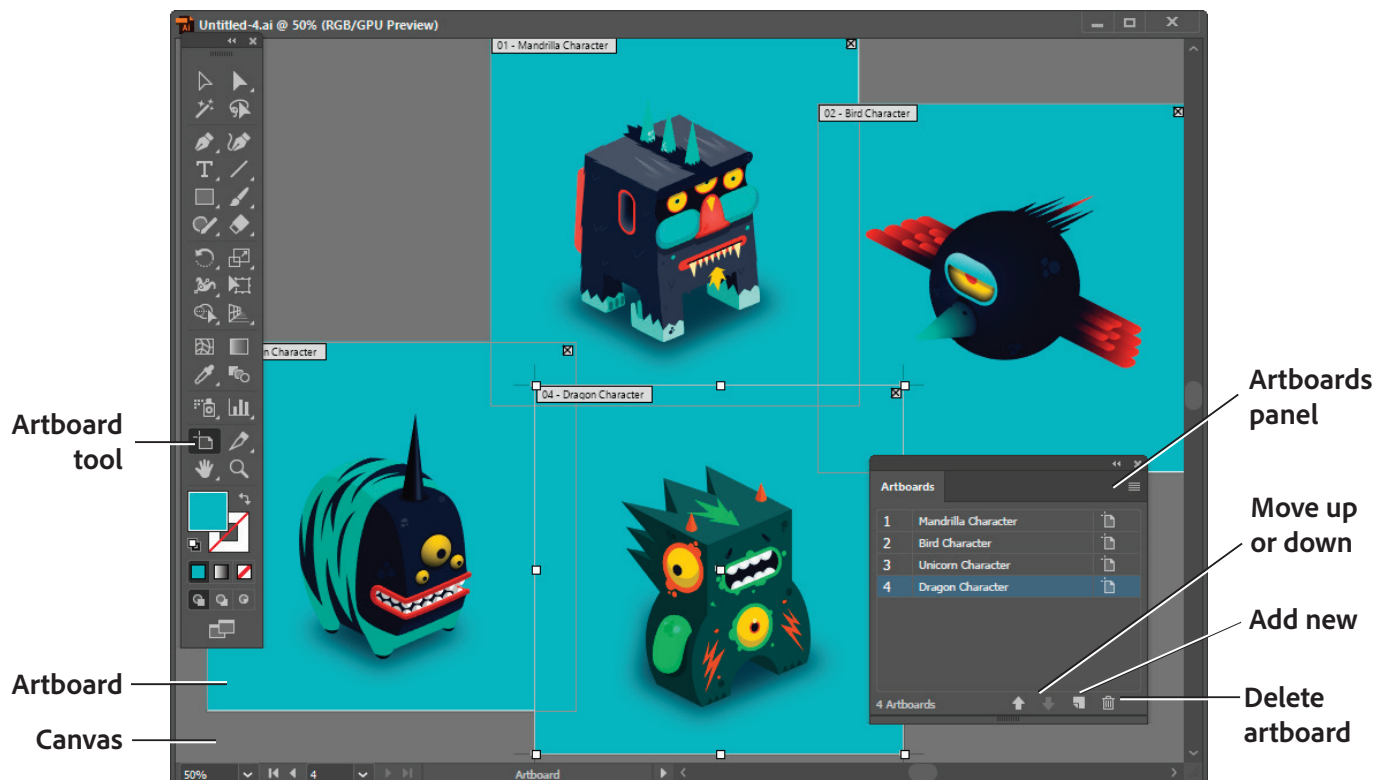 Untitled-4.ai @ 50% (RGB/GPU Preview)
01 - Mandrilla Character
02 - Bird Character
n Character
04 - Dragon Character
Artboard
tool
Artboard
Canvas
Artboards
panel
Move up
or down
Add new
Delete
artboard
Artboards
1 Mandrilla Character
2 Bird Character
3 Unicorn Character
4 Dragon Character
4 Artboards
50%
4
Artboard